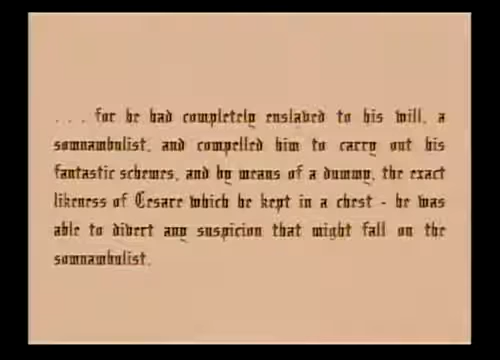 . . . for he had completely enslaved to his will, a
somnambulist, and compelled him to carry out his
fantastic schemes, and by means of a dummy, the exact
likeness of Cesare which he kept in a chest - he was
able to divert any suspicion that might fall on the
somnambulist.